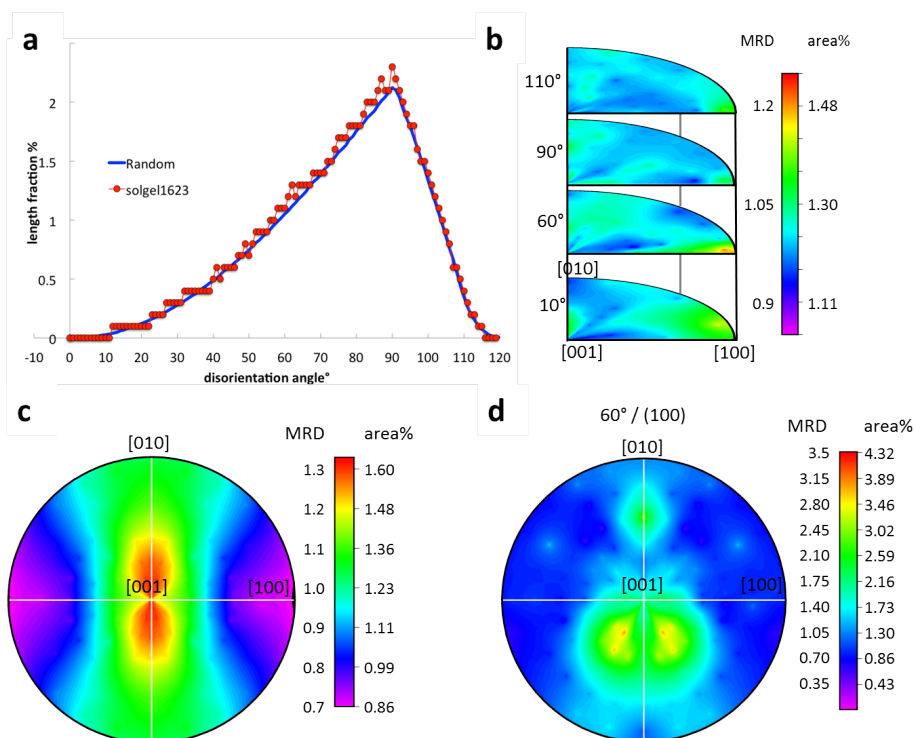 a
length fraction %
2
1.5
1
0.5
0
Random
solgel1623
-10 0 10 20 30 40 50 60 70 80 90 100 110 120
disorientation angle°
b
MRD area%
110°
90°
60°
10°
[010]
[001] [100]
1.2 1.48
1.05 1.30
0.9 1.11
c
[010]
[001] [100]
MRD area%
1.3 1.60
1.2 1.48
1.1 1.36
1.0 1.23
0.9 1.11
0.8 0.99
0.7 0.86
d
60° / (100)
[010]
[001] [100]
MRD area%
3.5 4.32
3.15 3.89
2.80 3.46
2.45 3.02
2.10 2.59
1.75 2.16
1.40 1.73
1.05 1.30
0.70 0.86
0.35 0.43